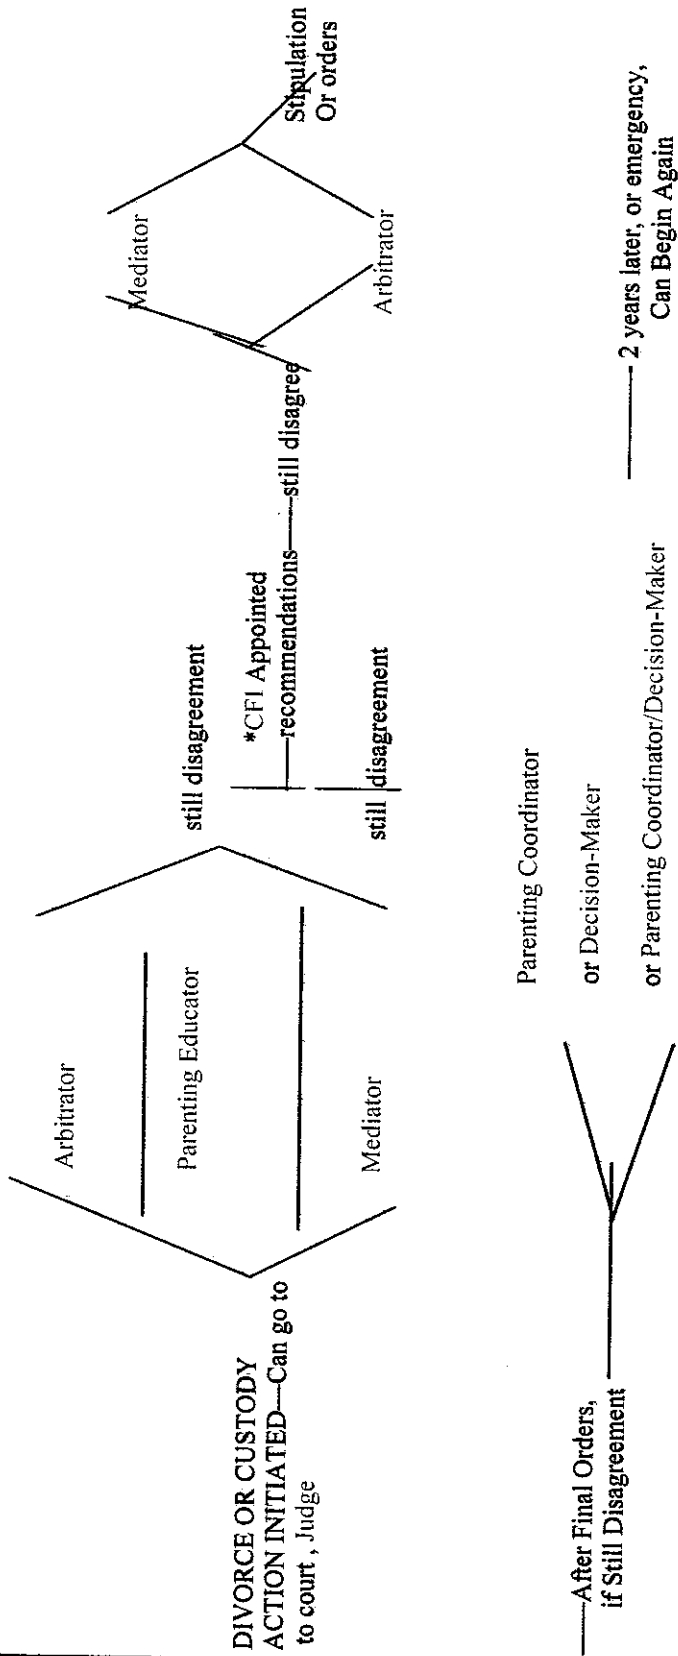 DIVORCE OR CUSTODY
ACTION INITIATED—Can go to
to court , Judge
Arbitrator
Parenting Educator
Mediator
still disagreement
*CFI Appointed
recommendations——still disagree
still disagreement
Mediator
Arbitrator
Stipulation
Or orders
After Final Orders,
if Still Disagreement
Parenting Coordinator
or Decision-Maker
or Parenting Coordinator/Decision-Maker
2 years later, or emergency,
Can Begin Again